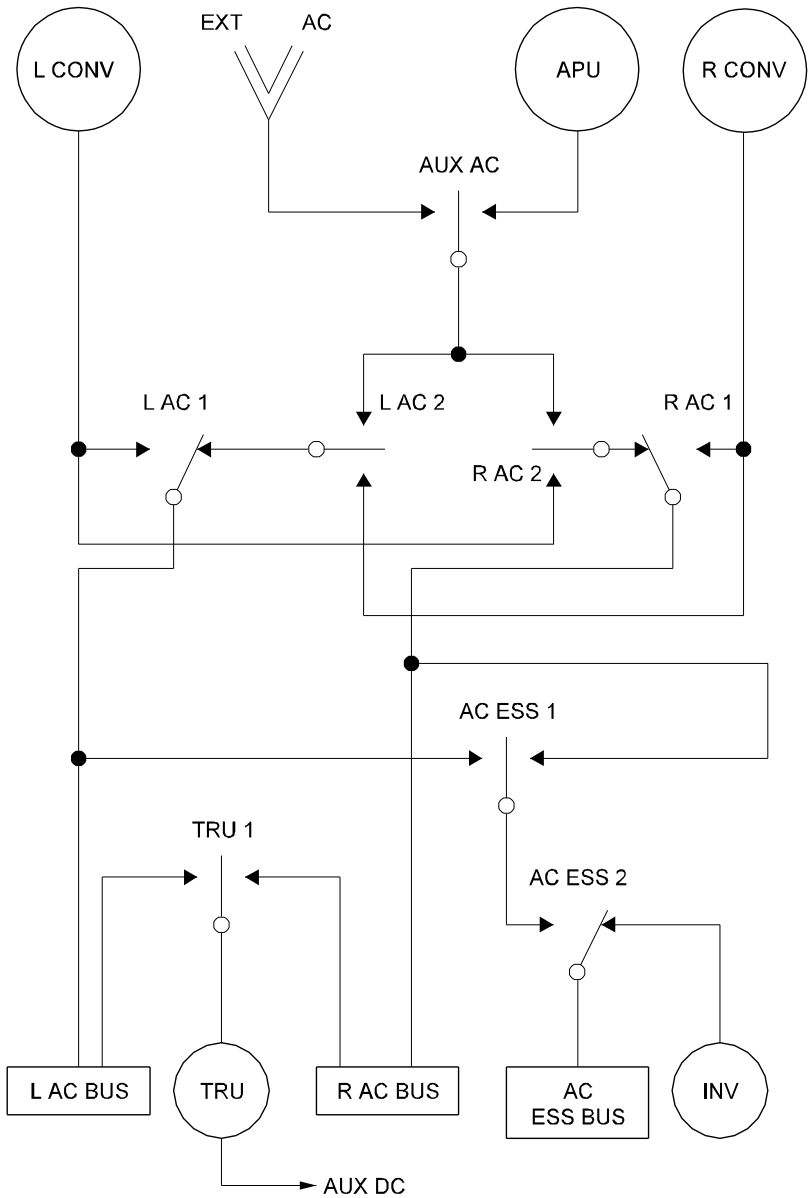 EXT AC
L CONV
APU
R CONV
AUX AC
L AC 1
L AC 2
R AC 1
R AC 2
AC ESS 1
TRU 1
AC ESS 2
L AC BUS
TRU
R AC BUS
AC
ESS BUS
INV
AUX DC